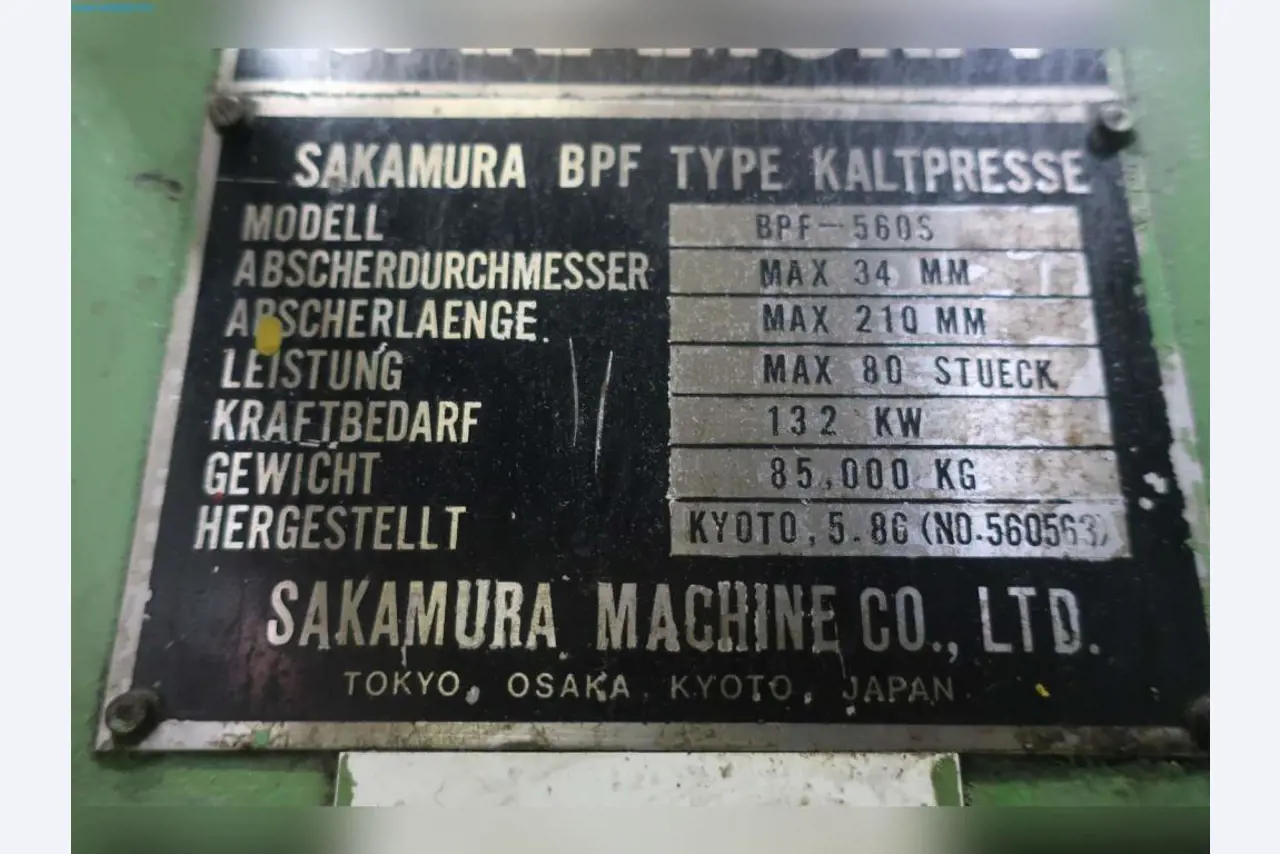 SAKAMURA BPF TYPE KALTPRESSE
MODELL BPF-560S
ABSCHERDURCHMESSER MAX 34 MM
ABSCHERLAENGE MAX 210 MM
LEISTUNG MAX 80 STUECK
KRAFTBEDARF 132 KW
GEWICHT 85,000 KG
HERGESTELLT KYOTO, 5.86 (NO.560563)
SAKAMURA MACHINE CO., LTD.
TOKYO, OSAKA, KYOTO, JAPAN